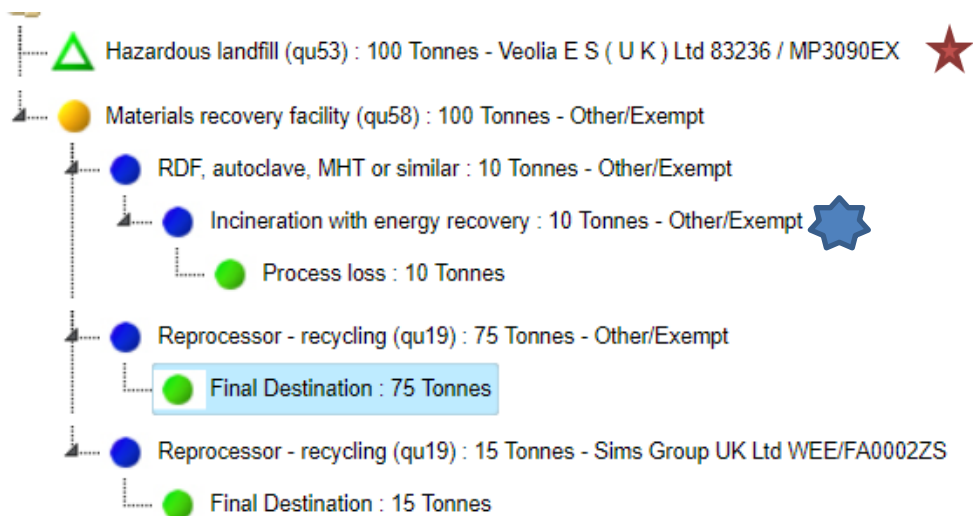 Hazardous landfill (qu53) : 100 Tonnes - Veolia E S ( U K ) Ltd 83236 / MP3090EX
Materials recovery facility (qu58) : 100 Tonnes - Other/Exempt
RDF, autoclave, MHT or similar : 10 Tonnes - Other/Exempt
Incineration with energy recovery : 10 Tonnes - Other/Exempt
Process loss : 10 Tonnes
Reprocessor - recycling (qu19) : 75 Tonnes - Other/Exempt
Final Destination : 75 Tonnes
Reprocessor - recycling (qu19) : 15 Tonnes - Sims Group UK Ltd WEE/FA0002ZS
Final Destination : 15 Tonnes